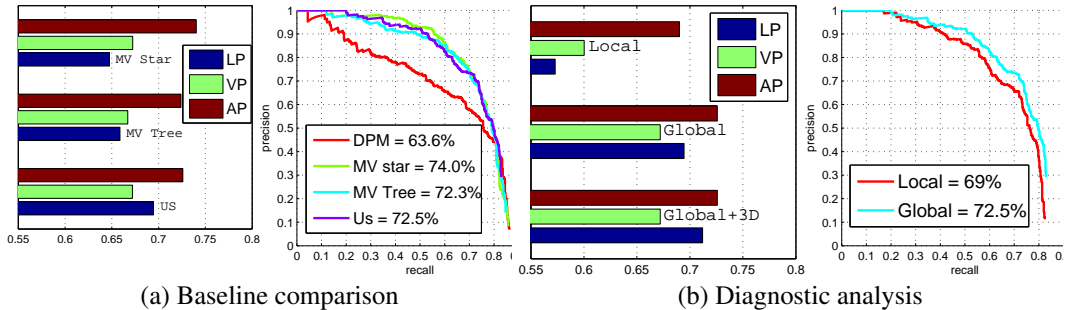 LP
VP
AP
MV Star
MV Tree
US
0.55 0.6 0.65 0.7 0.75 0.8
precision
1
0.9
0.8
0.7
0.6
0.5
0.4
0.3
0.2
0.1
0
DPM = 63.6%
MV star = 74.0%
MV Tree = 72.3%
Us = 72.5%
0 0.1 0.2 0.3 0.4 0.5 0.6 0.7 0.8
recall
(a) Baseline comparison
LP
VP
AP
Local
Global
Global+3D
0.55 0.6 0.65 0.7 0.75 0.8
precision
1
0.9
0.8
0.7
0.6
0.5
0.4
0.3
0.2
0.1
0
Local = 69%
Global = 72.5%
0 0.1 0.2 0.3 0.4 0.5 0.6 0.7 0.8 0.9
recall
(b) Diagnostic analysis